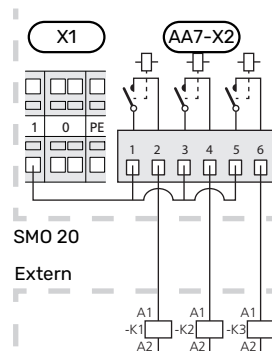 X1 AA7-X2
1 0 PE
1 2 3 4 5 6
SMO 20
Extern
A1 A1 A1
-K1 -K2 -K3
A2 A2 A2